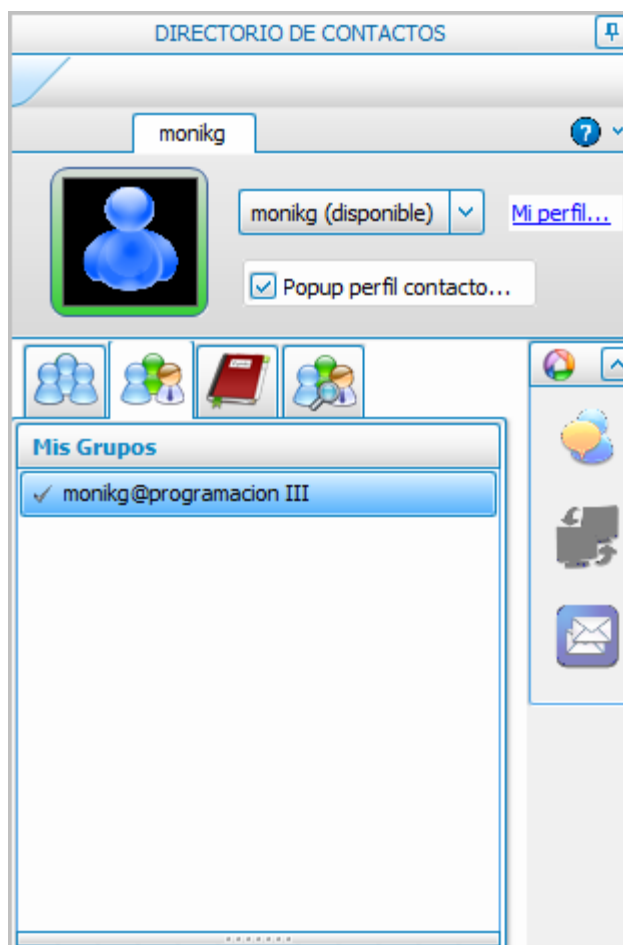 DIRECTORIO DE CONTACTOS
monikg
?
monikg (disponible)
Mi perfil...
Popup perfil contacto...
Mis Grupos
monikg@programacion III